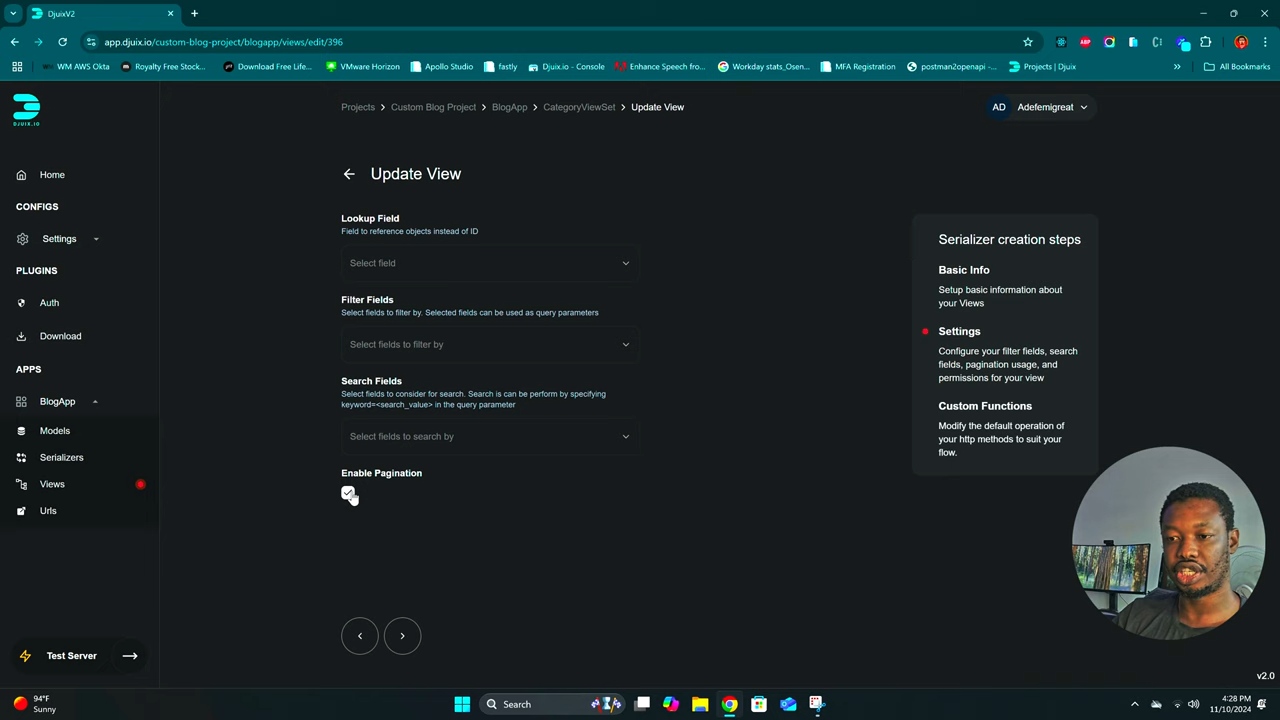 DjuixV2
app.djuix.io/custom-blog-project/blogapp/views/edit/396
WM AWS Okta
Royalty Free Stock...
Download Free Life...
VMware Horizon
Apollo Studio
fastly
Djuix.io - Console
Enhance Speech fro...
Workday stats_Osen...
MFA Registration
postman2openapi -...
Projects | Djuix
»
All Bookmarks
DJUIX.IO
Projects > Custom Blog Project > BlogApp > CategoryViewSet > Update View
AD Adefemigreat
Home
CONFIGS
Settings
PLUGINS
Auth
Download
APPS
BlogApp
Models
Serializers
Views
Urls
Test Server
Update View
Lookup Field
Field to reference objects instead of ID
Select field
Filter Fields
Select fields to filter by. Selected fields can be used as query parameters
Select fields to filter by
Search Fields
Select fields to consider for search. Search is can be perform by specifying
keyword=<search_value> in the query parameter
Select fields to search by
Enable Pagination
Serializer creation steps
Basic Info
Setup basic information about
your Views
Settings
Configure your filter fields, search
fields, pagination usage, and
permissions for your view
Custom Functions
Modify the default operation of
your http methods to suit your
flow.
v2.0
94°F
Sunny
Search
4:28 PM
11/10/2024